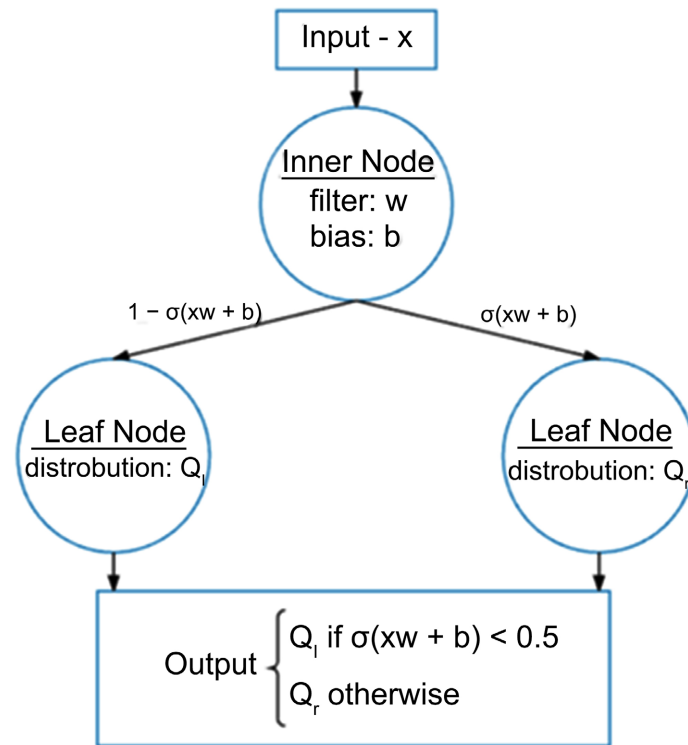 Input - x
Inner Node
filter: w
bias: b
1 − σ(xw + b)
σ(xw + b)
Leaf Node
distrobution: Qₗ
Leaf Node
distrobution: Qᵣ
Output { Qₗ if σ(xw + b) < 0.5
Qᵣ otherwise